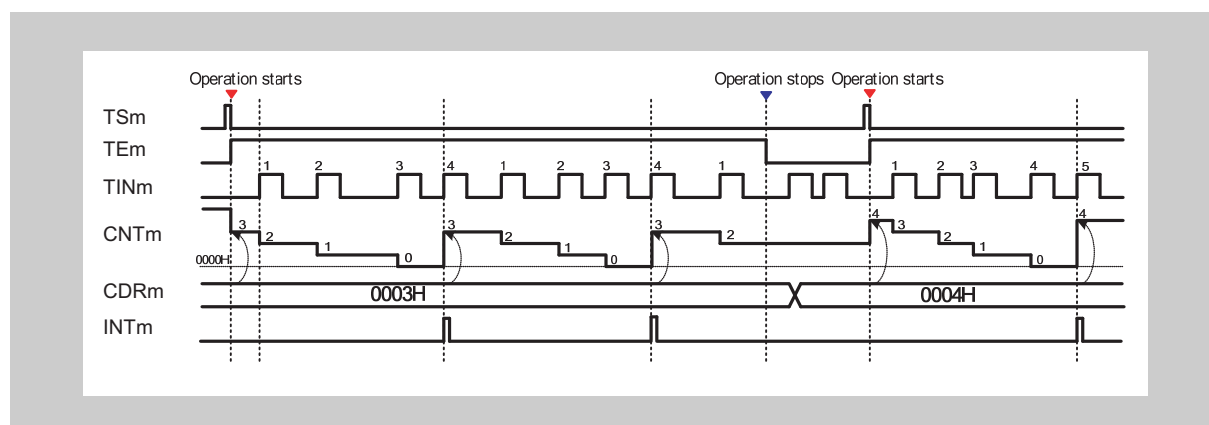 Operation starts Operation stops Operation starts
TSm
TEm
1 2 3 4 1 2 3 4 1 1 2 3 4 5
TINm
3 2 1 0 3 2 1 0 3 2 4 3 2 1 0 4
CNTm
0000H
CDRm 0003H 0004H
INTm